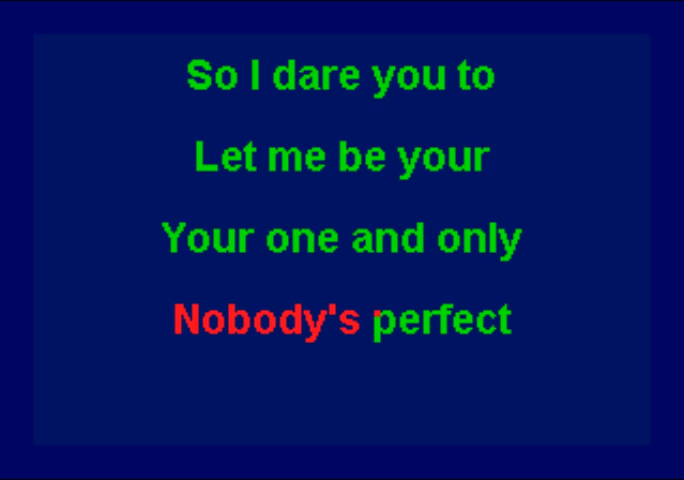 So I dare you to
Let me be your
Your one and only
Nobody's perfect